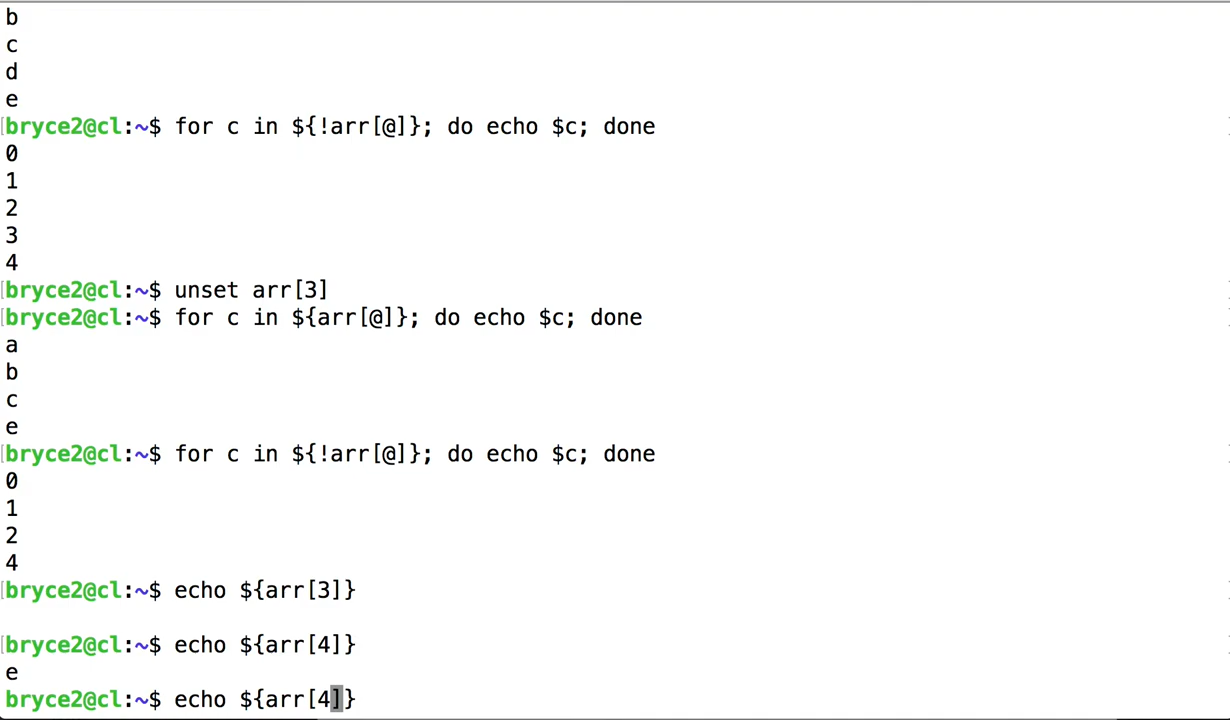 b
c
d
e
bryce2@cl:~$ for c in ${!arr[@]}; do echo $c; done
0
1
2
3
4
bryce2@cl:~$ unset arr[3]
bryce2@cl:~$ for c in ${arr[@]}; do echo $c; done
a
b
c
e
bryce2@cl:~$ for c in ${!arr[@]}; do echo $c; done
0
1
2
4
bryce2@cl:~$ echo ${arr[3]}
bryce2@cl:~$ echo ${arr[4]}
e
bryce2@cl:~$ echo ${arr[4]}